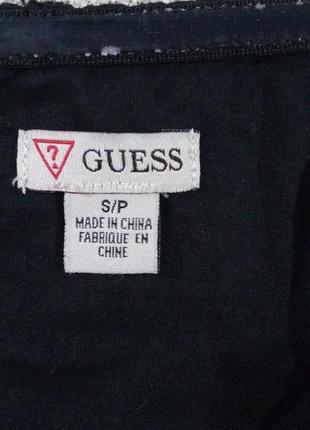 ? GUESS
S/P
MADE IN CHINA
FABRIQUE EN
CHINE